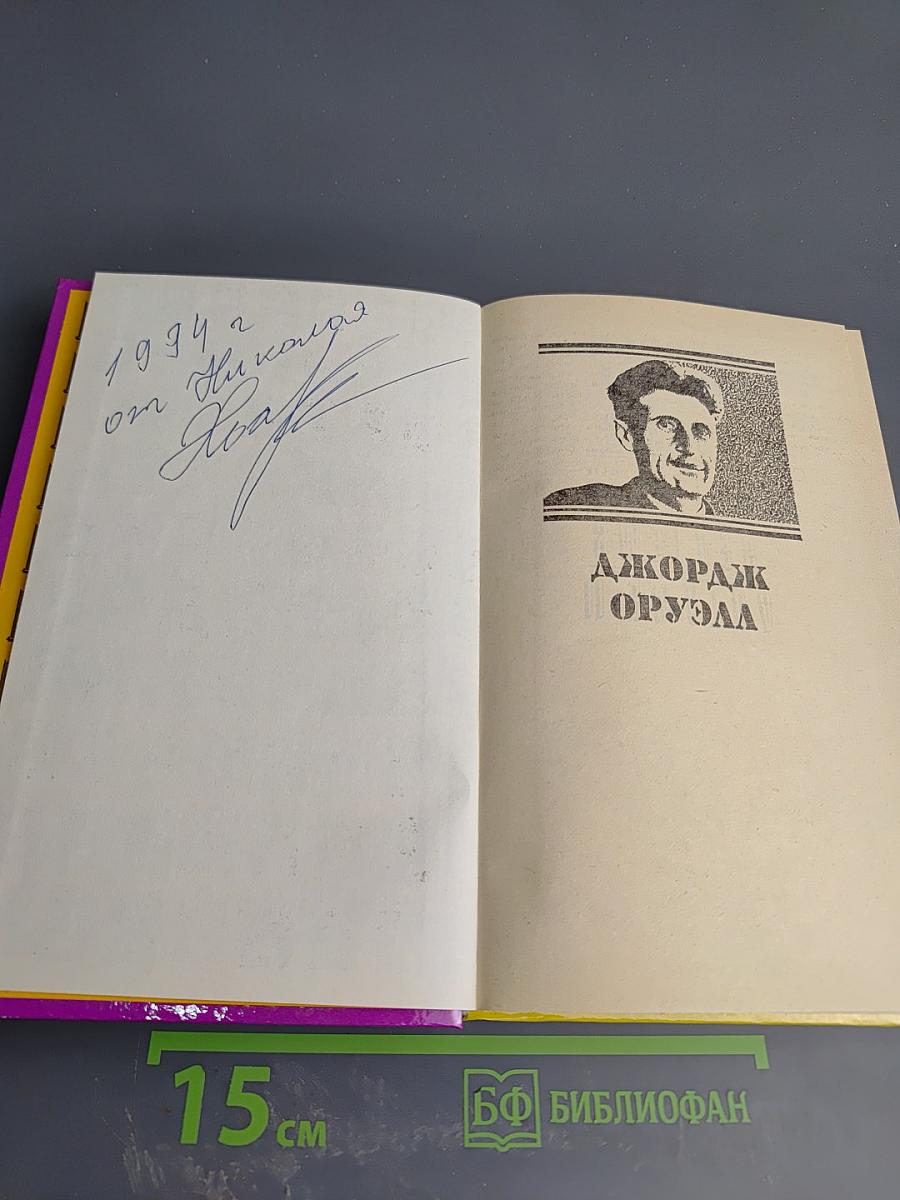 1994 г
от Николая
ДЖОРДЖ
ОРУЭЛЛ
15 см
БФ БИБЛИОФАН